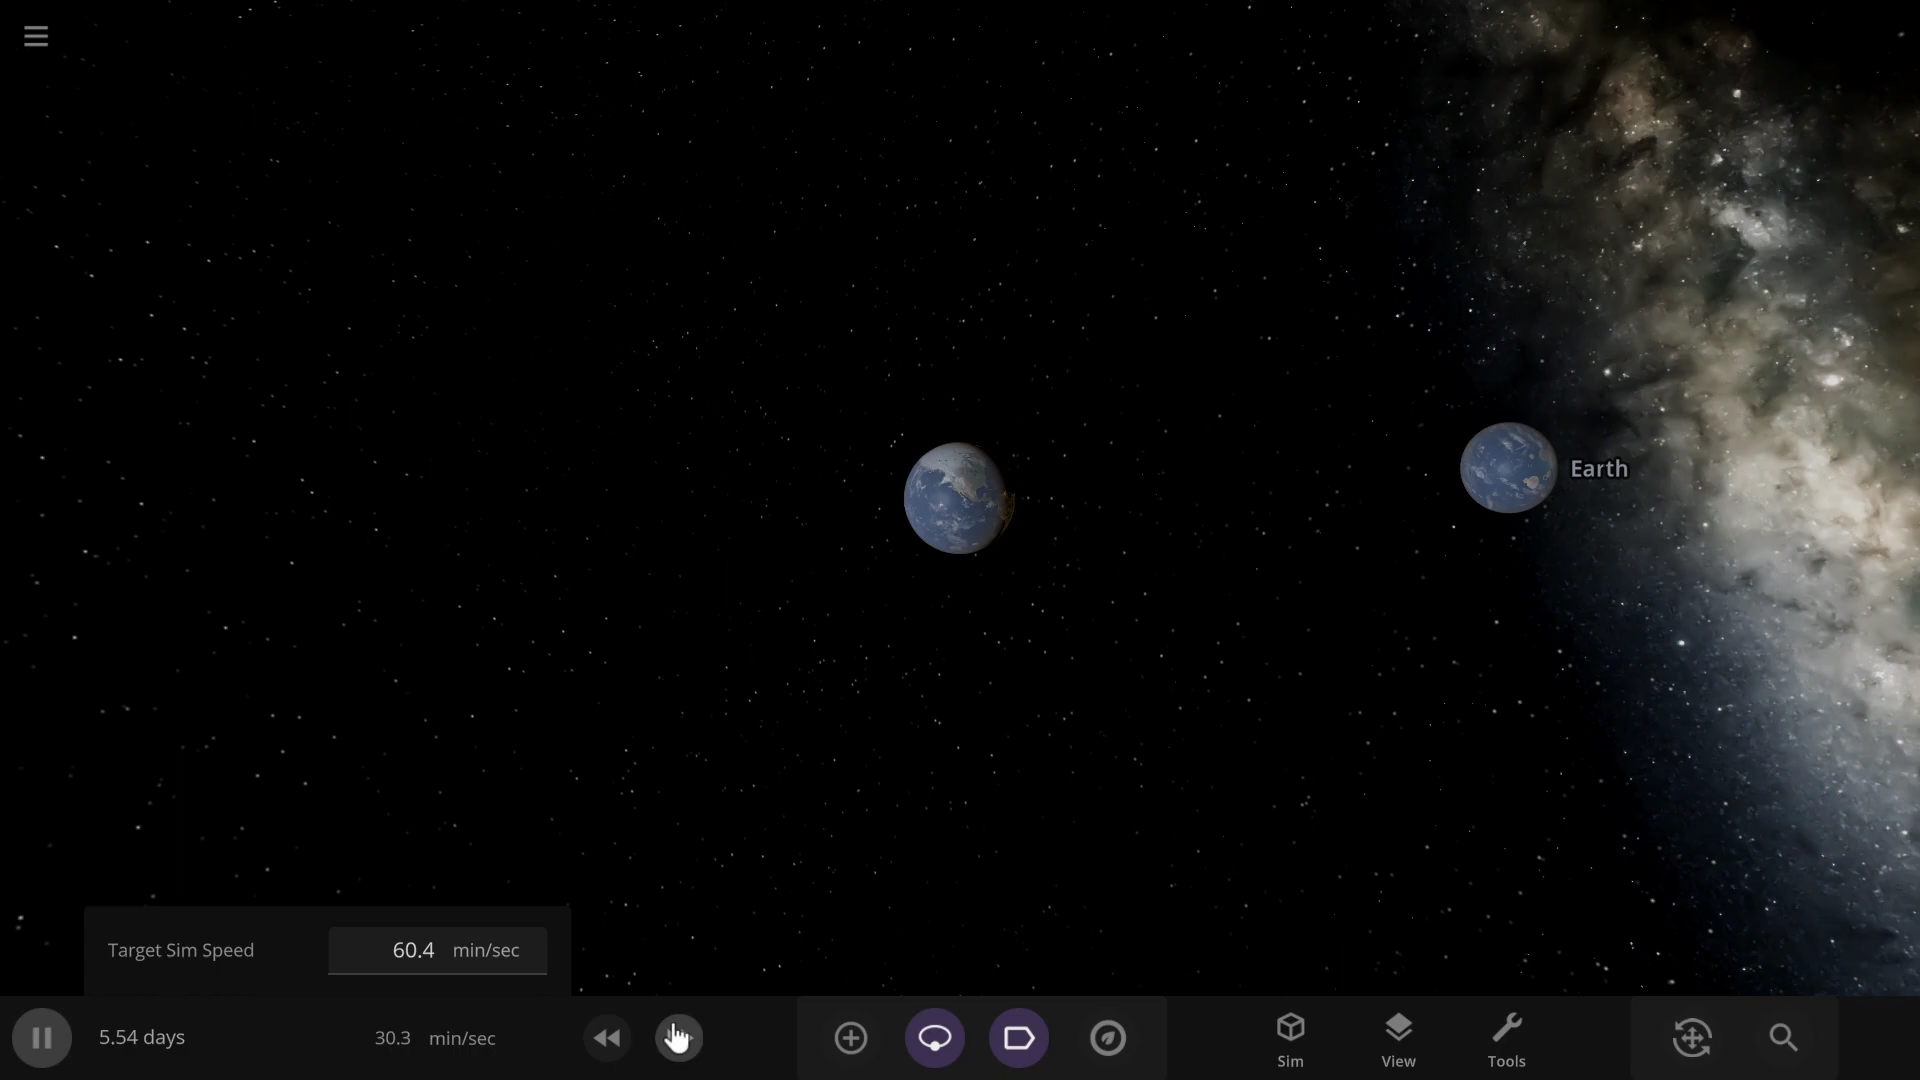 Earth
Target Sim Speed 60.4 min/sec
5.54 days 30.3 min/sec
Sim View Tools